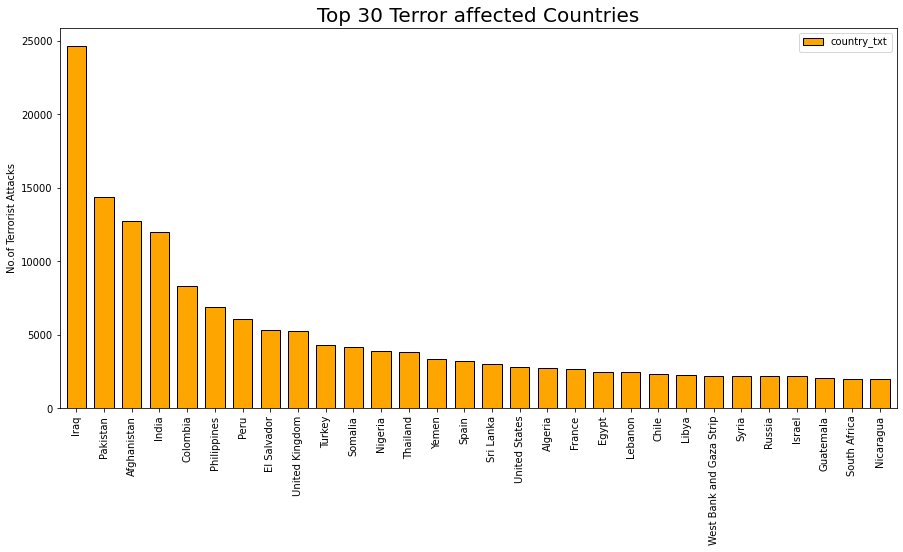 Top 30 Terror affected Countries
country_txt
No.of Terrorist Attacks
25000
20000
15000
10000
5000
0
Iraq
Pakistan
Afghanistan
India
Colombia
Philippines
Peru
El Salvador
United Kingdom
Turkey
Somalia
Nigeria
Thailand
Yemen
Spain
Sri Lanka
United States
Algeria
France
Egypt
Lebanon
Chile
Libya
West Bank and Gaza Strip
Syria
Russia
Israel
Guatemala
South Africa
Nicaragua